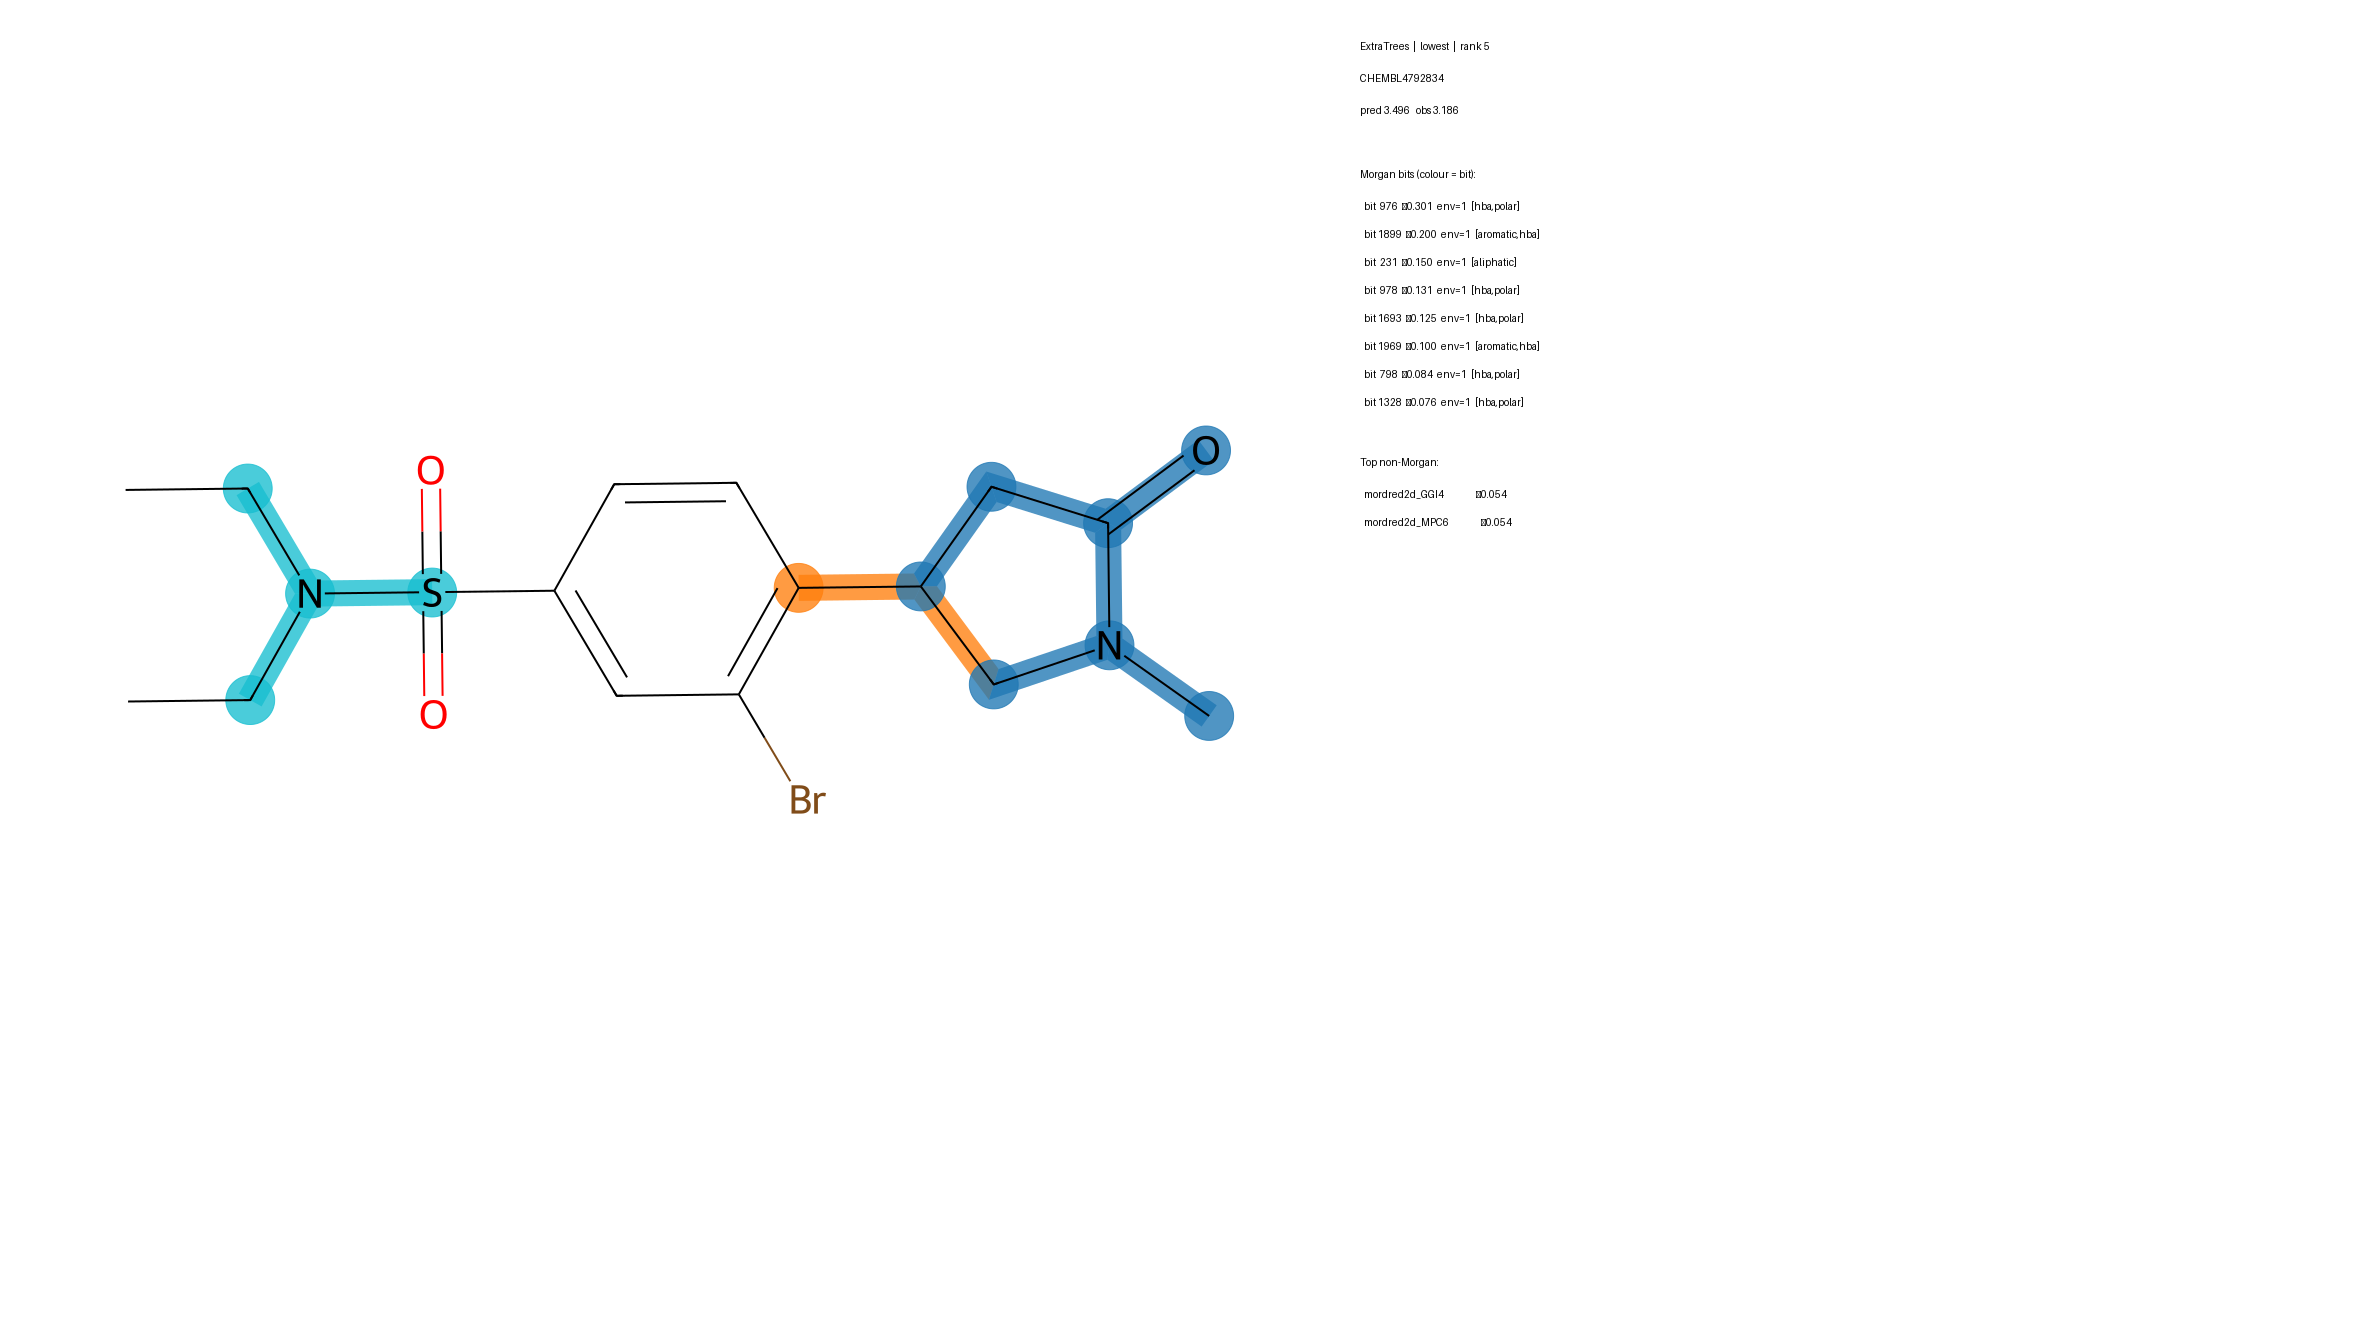 ExtraTrees | lowest | rank 5
CHEMBL4792834
pred 3.496 obs 3.186
Morgan bits (colour = bit):
bit 976 ▯0.301 env=1 [hba,polar]
bit 1899 ▯0.200 env=1 [aromatic,hba]
bit 231 ▯0.150 env=1 [aliphatic]
bit 978 ▯0.131 env=1 [hba,polar]
bit 1693 ▯0.125 env=1 [hba,polar]
bit 1969 ▯0.100 env=1 [aromatic,hba]
bit 798 ▯0.084 env=1 [hba,polar]
bit 1328 ▯0.076 env=1 [hba,polar]
Top non-Morgan:
mordred2d_GGI4 ▯0.054
mordred2d_MPC6 ▯0.054
O
O
N
S
N
O
Br